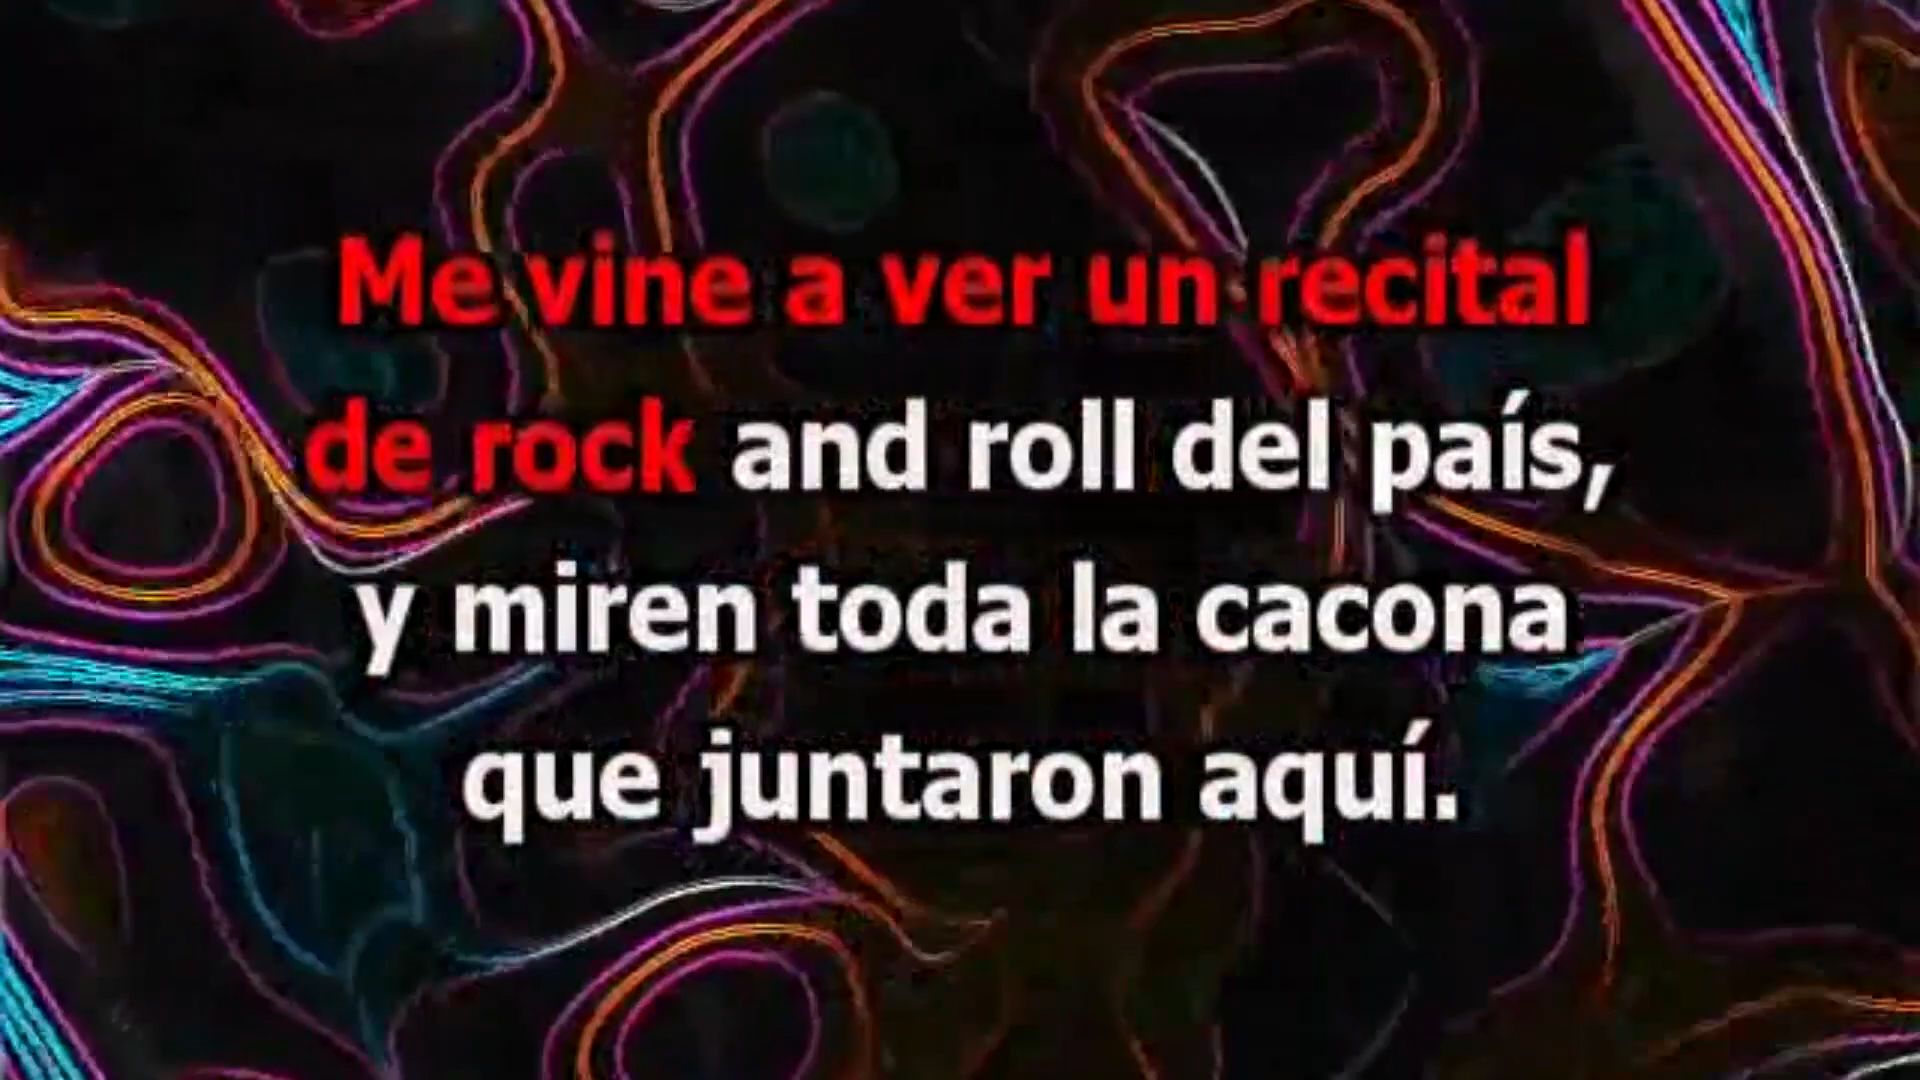 Me vine a ver un recital
de rock and roll del país,
y miren toda la cacona
que juntaron aquí.